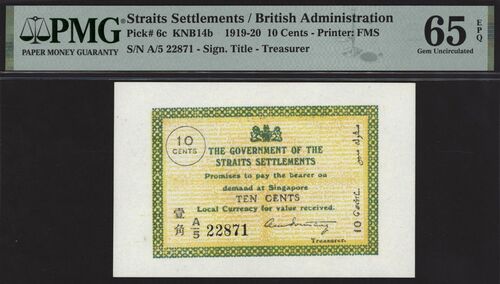 PMG
PAPER MONEY GUARANTY
Straits Settlements / British Administration
Pick# 6c KNB14b 1919-20 10 Cents - Printer: FMS
S/N A/5 22871 - Sign. Title - Treasurer
65
EPQ
Gem Uncirculated
10
CENTS
THE GOVERNMENT OF THE
STRAITS SETTLEMENTS
Promises to pay the bearer on
demand at Singapore
TEN CENTS
Local Currency for value received.
壹角
A/5 22871
Treasurer.
10 Cents.